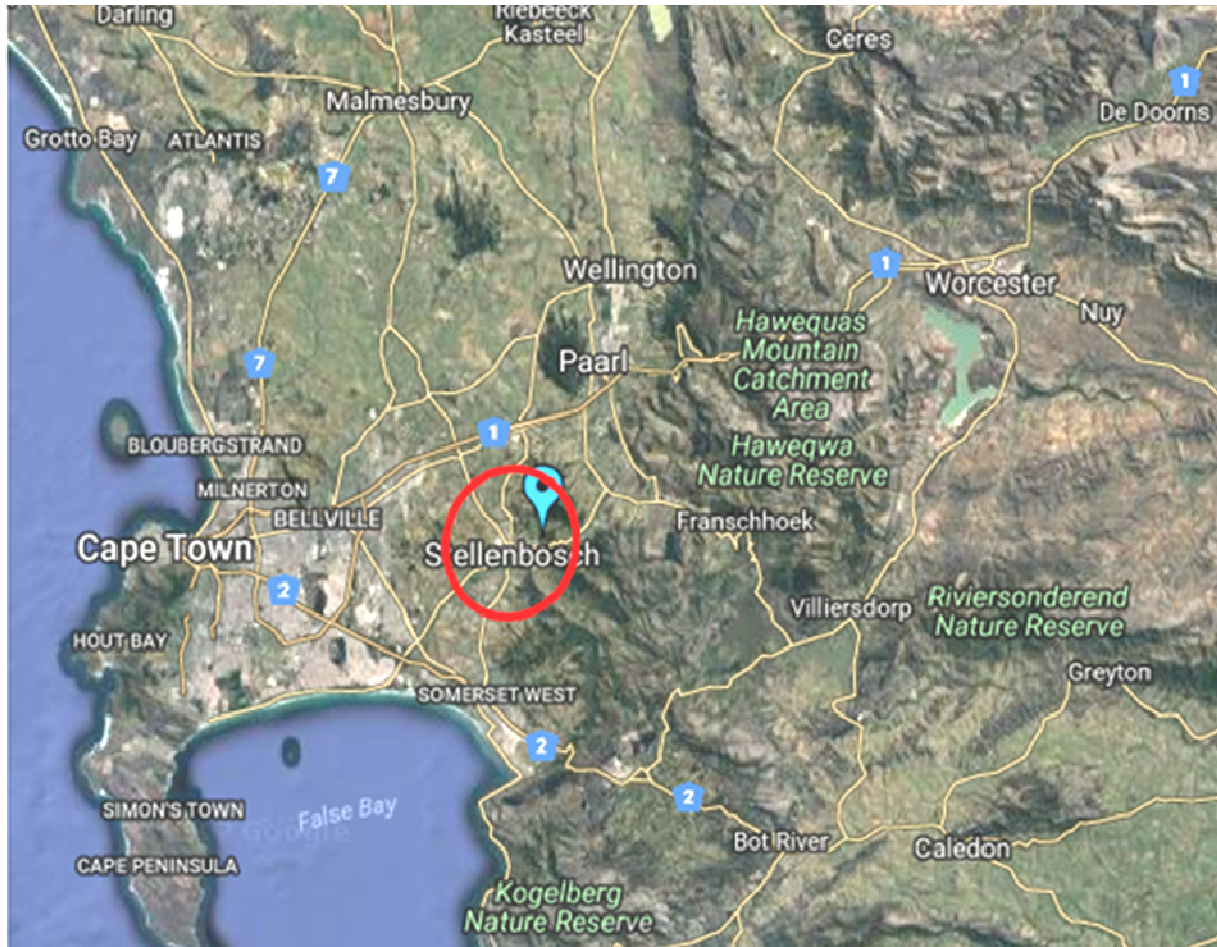 Darling
Riebeeck
Kasteel
Ceres
1
De Doorns
Malmesbury
Grotto Bay
ATLANTIS
7
Wellington
1
Worcester
Nuy
Hawequas
Mountain
Catchment
Area
7
Paarl
1
BLOUBERGSTRAND
Haweqwa
Nature Reserve
MILNERTON
BELLVILLE
Franschhoek
Cape Town
Stellenbosch
2
Villiersdorp
Riviersonderend
Nature Reserve
HOUT BAY
Greyton
SOMERSET WEST
2
2
SIMON'S TOWN
False Bay
Google
Bot River
Caledon
CAPE PENINSULA
Kogelberg
Nature Reserve